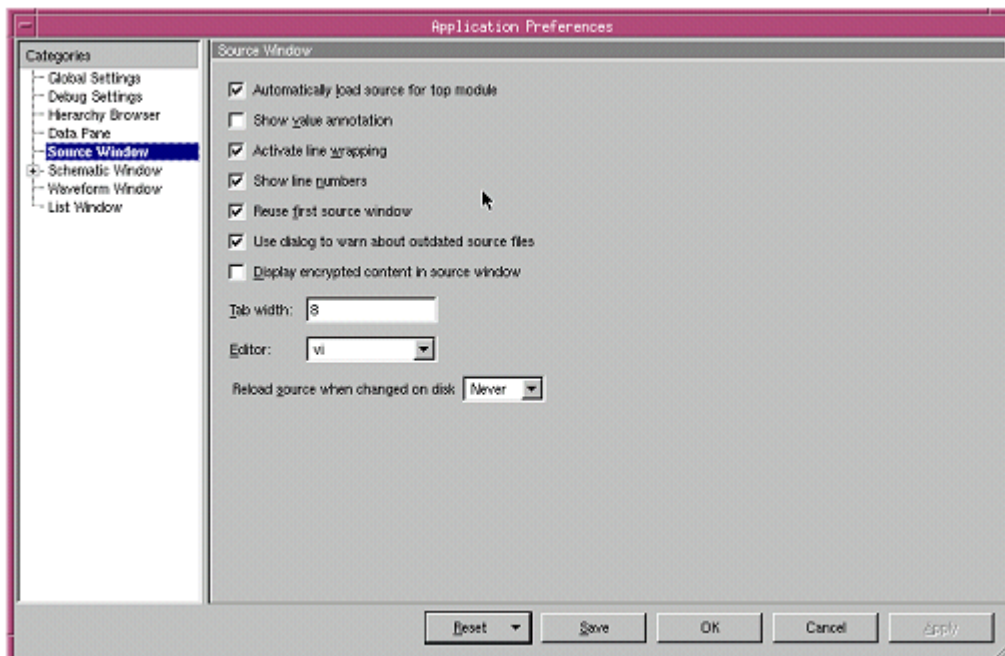 Application Preferences
Categories
Global Settings
Debug Settings
Hierarchy Browser
Data Pane
Source Window
Schematic Window
Waveform Window
List Window
Source Window
Automatically load source for top module
Show value annotation
Activate line wrapping
Show line numbers
Reuse first source window
Use dialog to warn about outdated source files
Display encrypted content in source window
Tab width: 8
Editor: vi
Reload source when changed on disk Never
Reset Save OK Cancel Apply